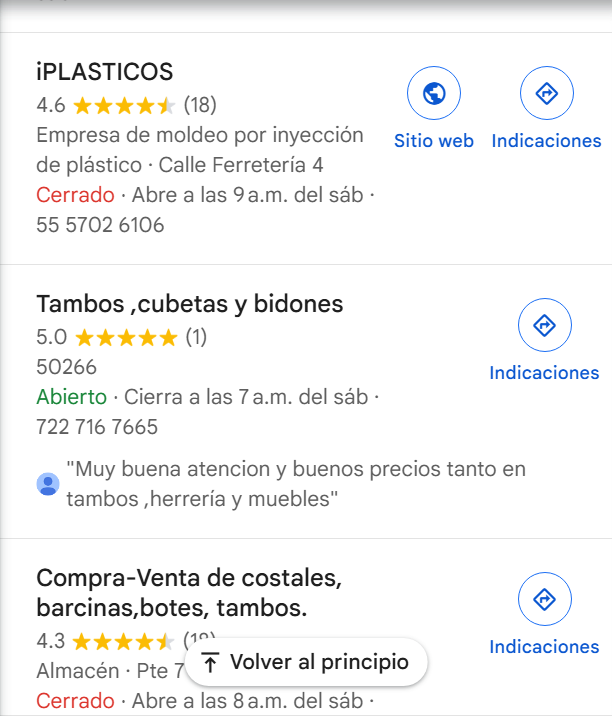 iPLASTICOS
4.6 (18)
Empresa de moldeo por inyección
de plástico · Calle Ferretería 4
Cerrado · Abre a las 9 a.m. del sáb ·
55 5702 6106
Sitio web
Indicaciones
Tambos ,cubetas y bidones
5.0 (1)
50266
Abierto · Cierra a las 7 a.m. del sáb ·
722 716 7665
Indicaciones
"Muy buena atencion y buenos precios tanto en
tambos ,herrería y muebles"
Compra-Venta de costales,
barcinas,botes, tambos.
4.3
Almacén · Pte 7
Cerrado · Abre a las 8 a.m. del sáb ·
Indicaciones
Volver al principio